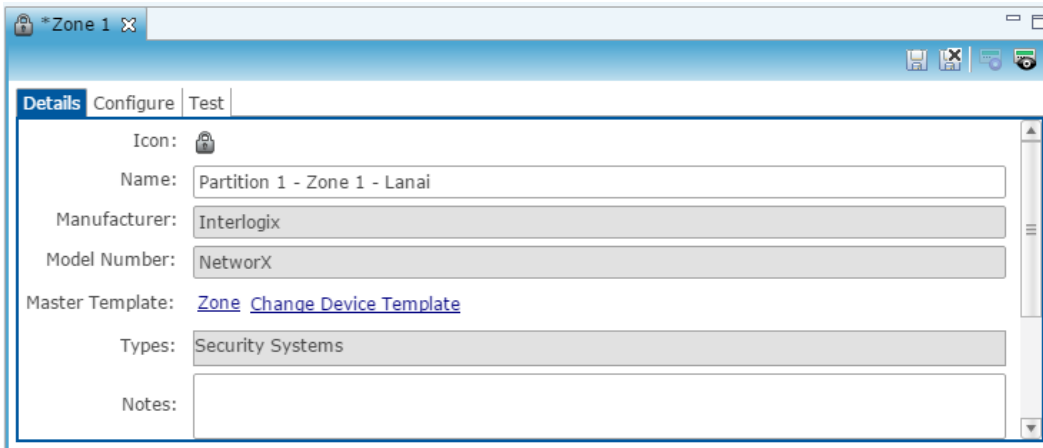 *Zone 1
Details Configure Test
Icon:
Name: Partition 1 - Zone 1 - Lanai
Manufacturer: Interlogix
Model Number: NetworX
Master Template: Zone Change Device Template
Types: Security Systems
Notes: